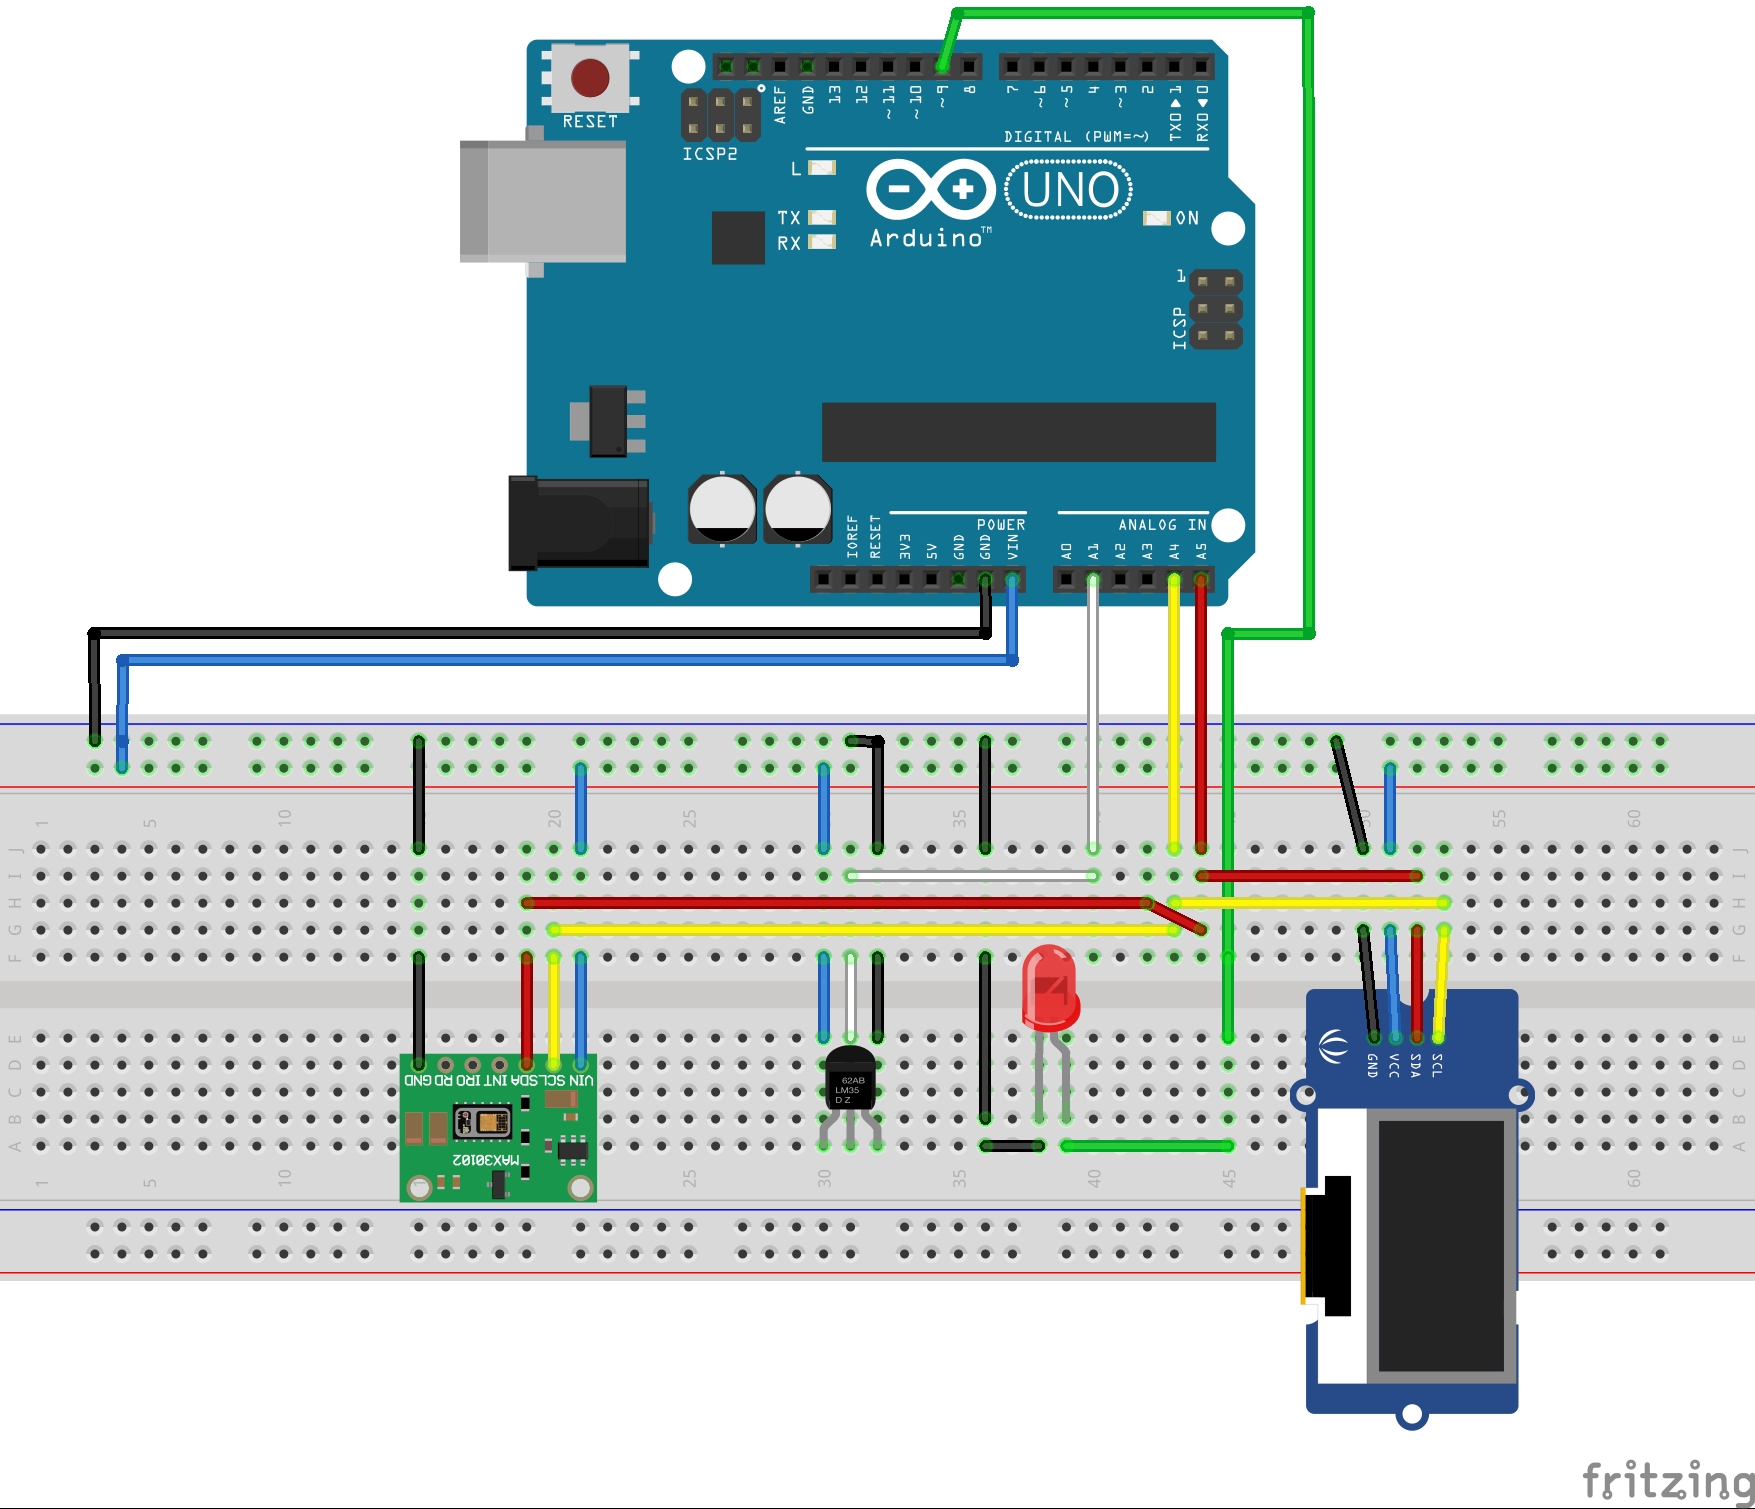 RESET
ICSP2
AREF
GND
13
12
~11
~10
~9
8
7
~6
~5
4
~3
2
TX0▶1
RX0◀0
DIGITAL (PWM=~)
L
TX
RX
UNO
Arduino™
ON
1
ICSP
POWER
ANALOG IN
IOREF
RESET
3V3
5V
GND
GND
VIN
A0
A1
A2
A3
A4
A5
1 5 10 20 25 35 55 60
J J
I I
H H
G G
F F
E E
D D
C C
B B
A A
GND RD IRD INT SDA SCL VIN
MAX30102
62AB
LM35
D Z
GND
VCC
SDA
SCL
1 5 10 25 30 35 40 45 60
fritzing